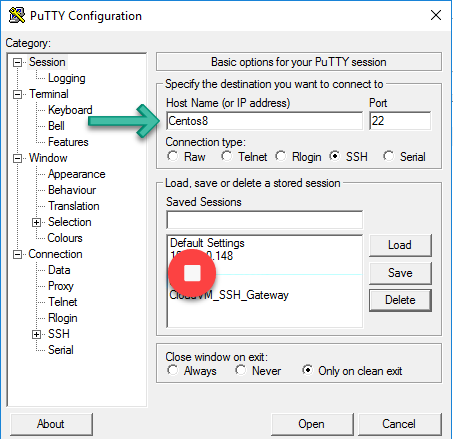 PuTTY Configuration
Category:
Session
Logging
Terminal
Keyboard
Bell
Features
Window
Appearance
Behaviour
Translation
Selection
Colours
Connection
Data
Proxy
Telnet
Rlogin
SSH
Serial
Basic options for your PuTTY session
Specify the destination you want to connect to
Host Name (or IP address) Port
Centos8 22
Connection type:
Raw Telnet Rlogin SSH Serial
Load, save or delete a stored session
Saved Sessions
Default Settings
.148
CloudVM_SSH_Gateway
Load
Save
Delete
Close window on exit:
Always Never Only on clean exit
About Open Cancel